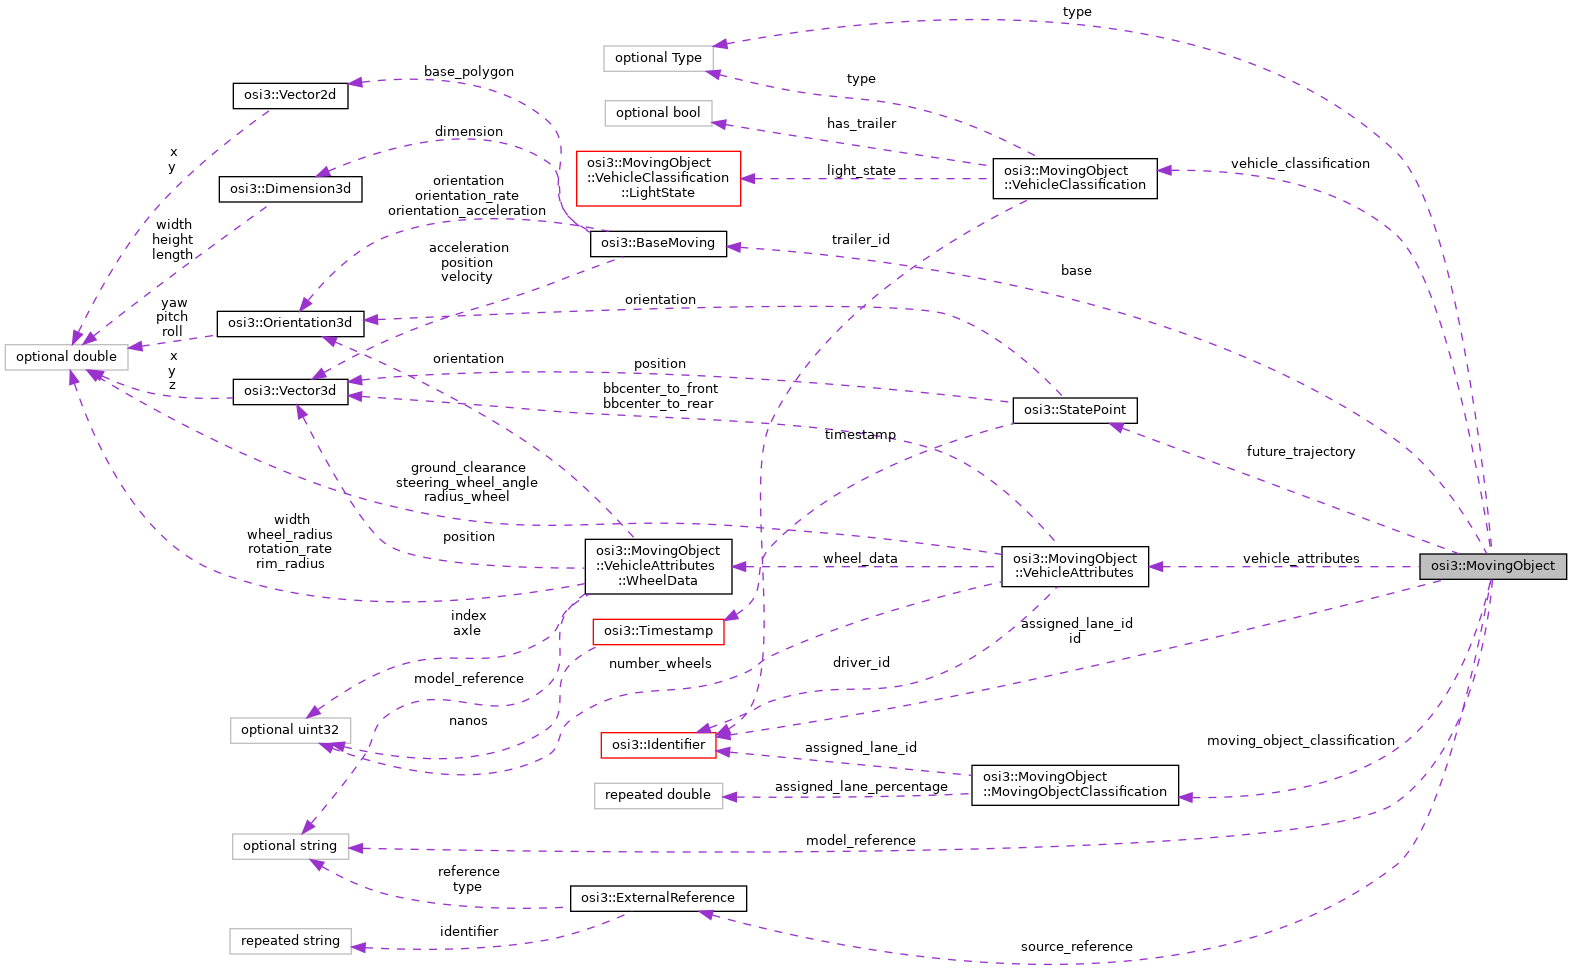 type
optional Type
base_polygon
type
osi3::Vector2d
optional bool
has_trailer
dimension
x
y
osi3::MovingObject
::VehicleClassification
::LightState
light_state
osi3::MovingObject
::VehicleClassification
vehicle_classification
osi3::Dimension3d
orientation
orientation_rate
orientation_acceleration
width
height
length
osi3::BaseMoving
trailer_id
acceleration
position
velocity
base
yaw
pitch
roll
osi3::Orientation3d
orientation
optional double
x
y
z
orientation
position
osi3::Vector3d
bbcenter_to_front
bbcenter_to_rear
osi3::StatePoint
timestamp
future_trajectory
ground_clearance
steering_wheel_angle
radius_wheel
width
wheel_radius
rotation_rate
rim_radius
position
osi3::MovingObject
::VehicleAttributes
::WheelData
wheel_data
osi3::MovingObject
::VehicleAttributes
vehicle_attributes
osi3::MovingObject
index
axle
osi3::Timestamp
assigned_lane_id
id
number_wheels
driver_id
model_reference
nanos
optional uint32
osi3::Identifier
assigned_lane_id
moving_object_classification
osi3::MovingObject
::MovingObjectClassification
repeated double
assigned_lane_percentage
optional string
model_reference
reference
type
osi3::ExternalReference
identifier
repeated string
source_reference